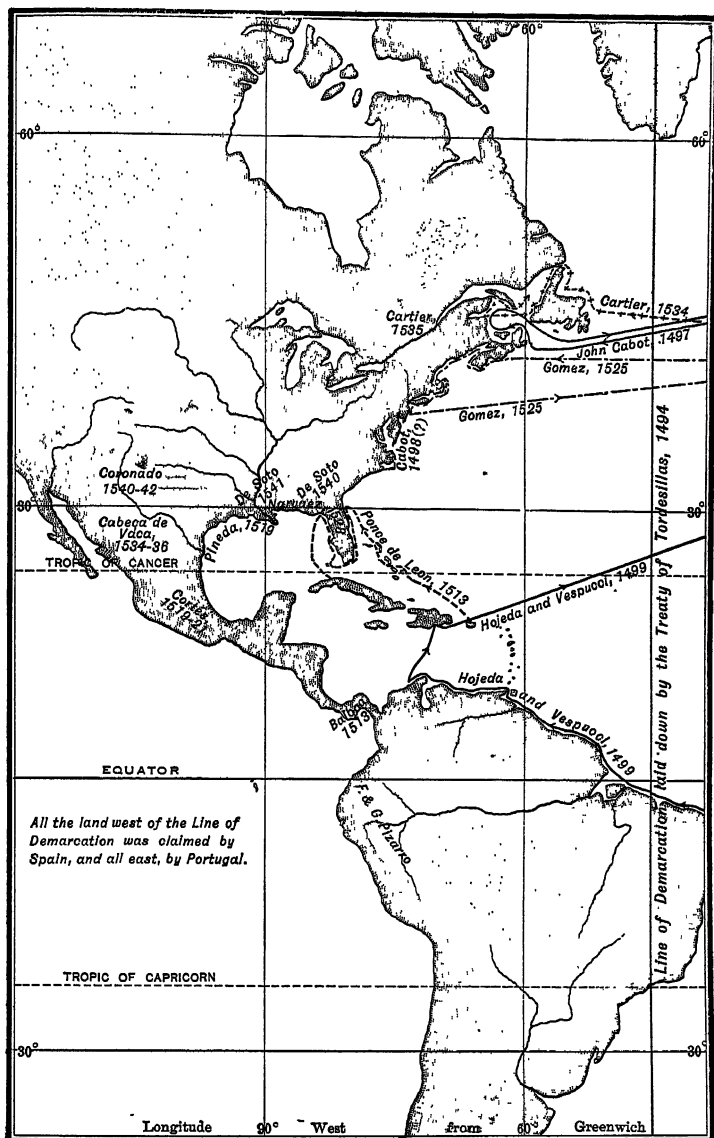 60°
60°
60°
Cartier, 1534
Cartier
1535
John Cabot, 1497
Gomez, 1525
Gomez, 1525
Cabot,
1498(?)
De Soto
1541
De Soto
1540
Narvaez
Coronado
1540-42
30°
30°
Pineda, 1519
Cabeca de
Vaca,
1534-36
Ponce de Leon, 1513
TROPIC OF CANCER
Hojeda and Vespucci, 1499
Cortes
1519-21
Hojeda
and Vespucci, 1499
Balboa
1513
Line of Demarcation laid down by the Treaty of Tordesillas, 1494
EQUATOR
F. & G. Pizarro
All the land west of the Line of
Demarcation was claimed by
Spain, and all east, by Portugal.
TROPIC OF CAPRICORN
30°
30°
Longitude 90° West from 60° Greenwich